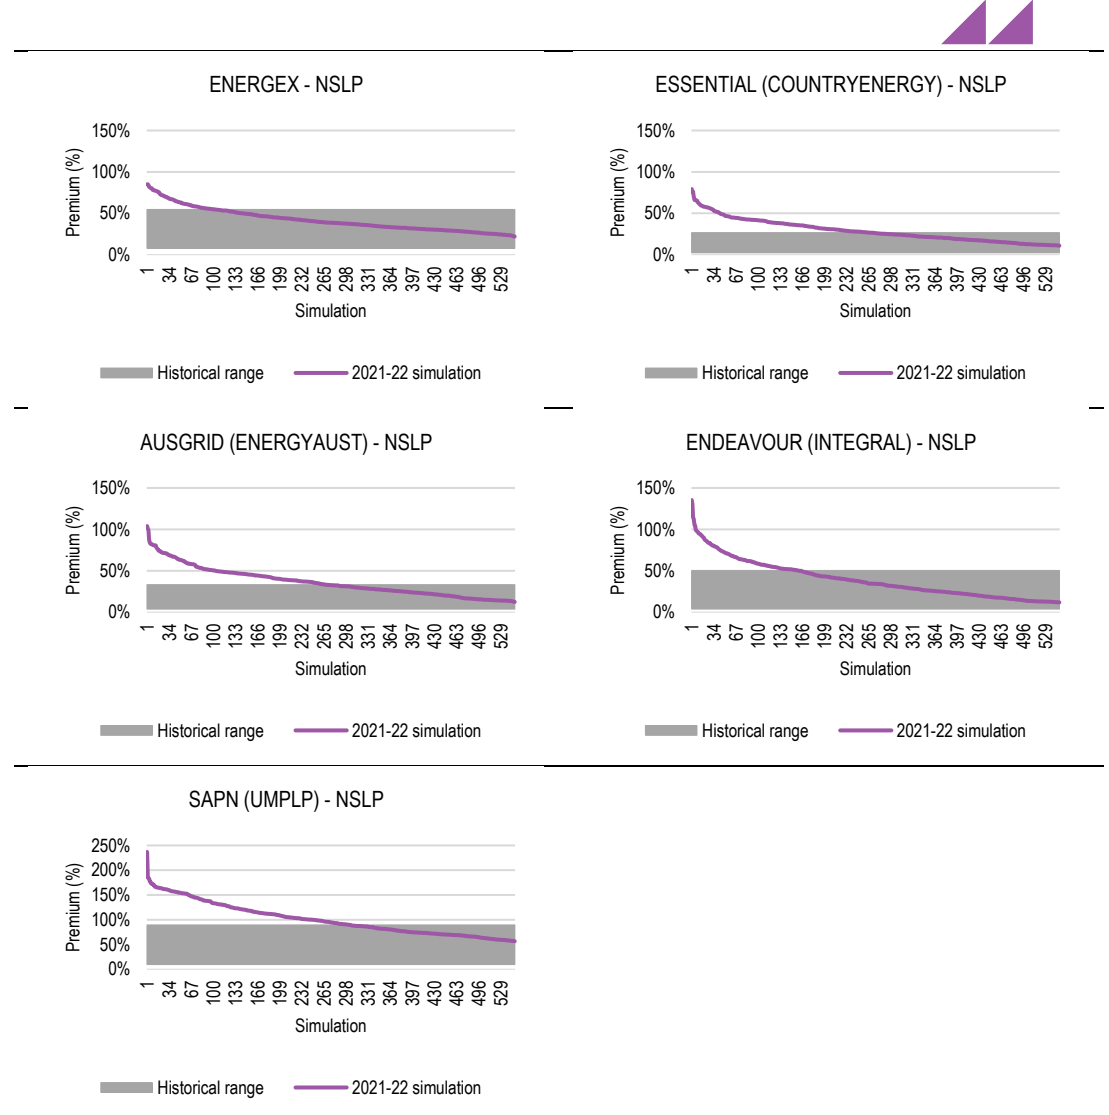 ENERGEX - NSLP
150%
100%
50%
0%
Premium (%)
1 34 67 100 133 166 199 232 265 298 331 364 397 430 463 496 529
Simulation
Historical range 2021-22 simulation
ESSENTIAL (COUNTRYENERGY) - NSLP
150%
100%
50%
0%
Premium (%)
1 34 67 100 133 166 199 232 265 298 331 364 397 430 463 496 529
Simulation
Historical range 2021-22 simulation
AUSGRID (ENERGYAUST) - NSLP
150%
100%
50%
0%
Premium (%)
1 34 67 100 133 166 199 232 265 298 331 364 397 430 463 496 529
Simulation
Historical range 2021-22 simulation
ENDEAVOUR (INTEGRAL) - NSLP
150%
100%
50%
0%
Premium (%)
1 34 67 100 133 166 199 232 265 298 331 364 397 430 463 496 529
Simulation
Historical range 2021-22 simulation
SAPN (UMPLP) - NSLP
250%
200%
150%
100%
50%
0%
Premium (%)
1 34 67 100 133 166 199 232 265 298 331 364 397 430 463 496 529
Simulation
Historical range 2021-22 simulation